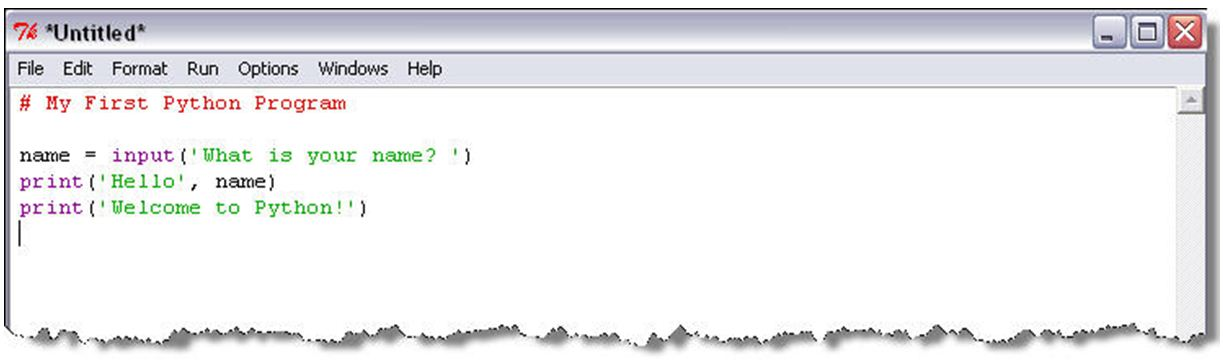 *Untitled*
File Edit Format Run Options Windows Help
# My First Python Program
name = input('What is your name? ')
print('Hello', name)
print('Welcome to Python!')